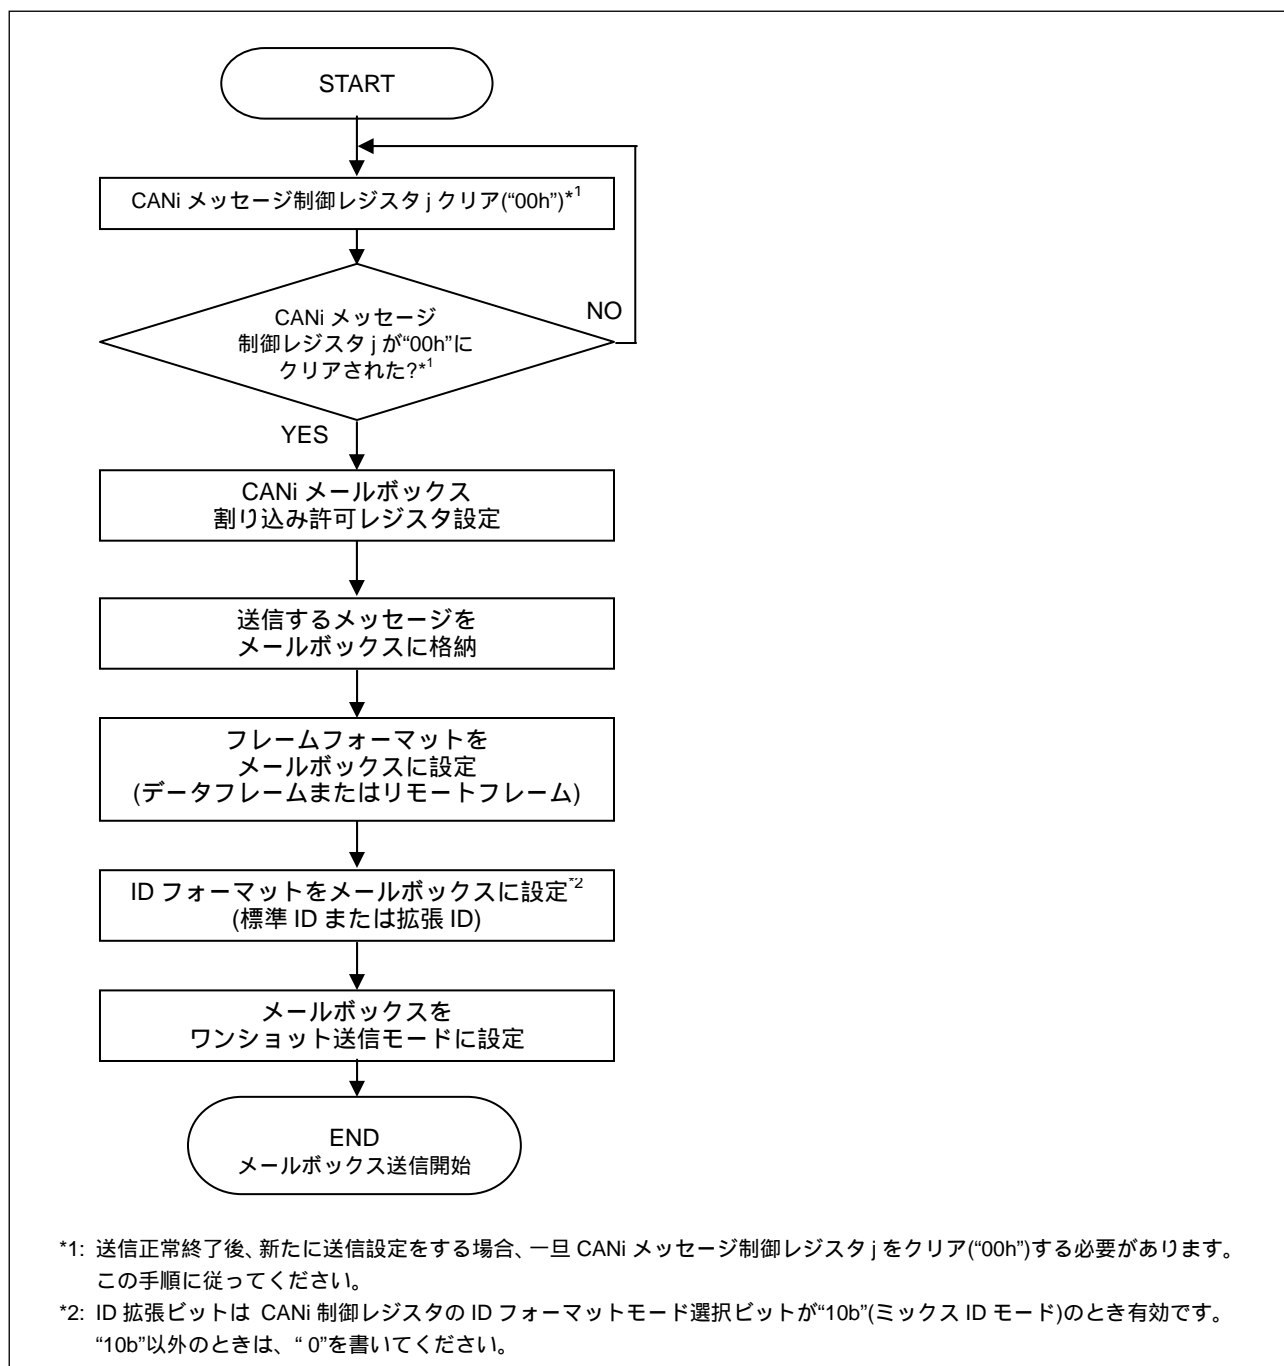 START
CANi メッセージ制御レジスタ j クリア(“00h”)*1
CANi メッセージ
制御レジスタ j が“00h”に
クリアされた?*1
NO
YES
CANi メールボックス
割り込み許可レジスタ設定
送信するメッセージを
メールボックスに格納
フレームフォーマットを
メールボックスに設定
(データフレームまたはリモートフレーム)
ID フォーマットをメールボックスに設定*2
(標準 ID または拡張 ID)
メールボックスを
ワンショット送信モードに設定
END
メールボックス送信開始
*1: 送信正常終了後、新たに送信設定をする場合、一旦 CANi メッセージ制御レジスタ j をクリア(“00h”)する必要があります。
この手順に従ってください。
*2: ID 拡張ビットは CANi 制御レジスタの ID フォーマットモード選択ビットが“10b”(ミックス ID モード)のとき有効です。
“10b”以外のときは、“ 0”を書いてください。